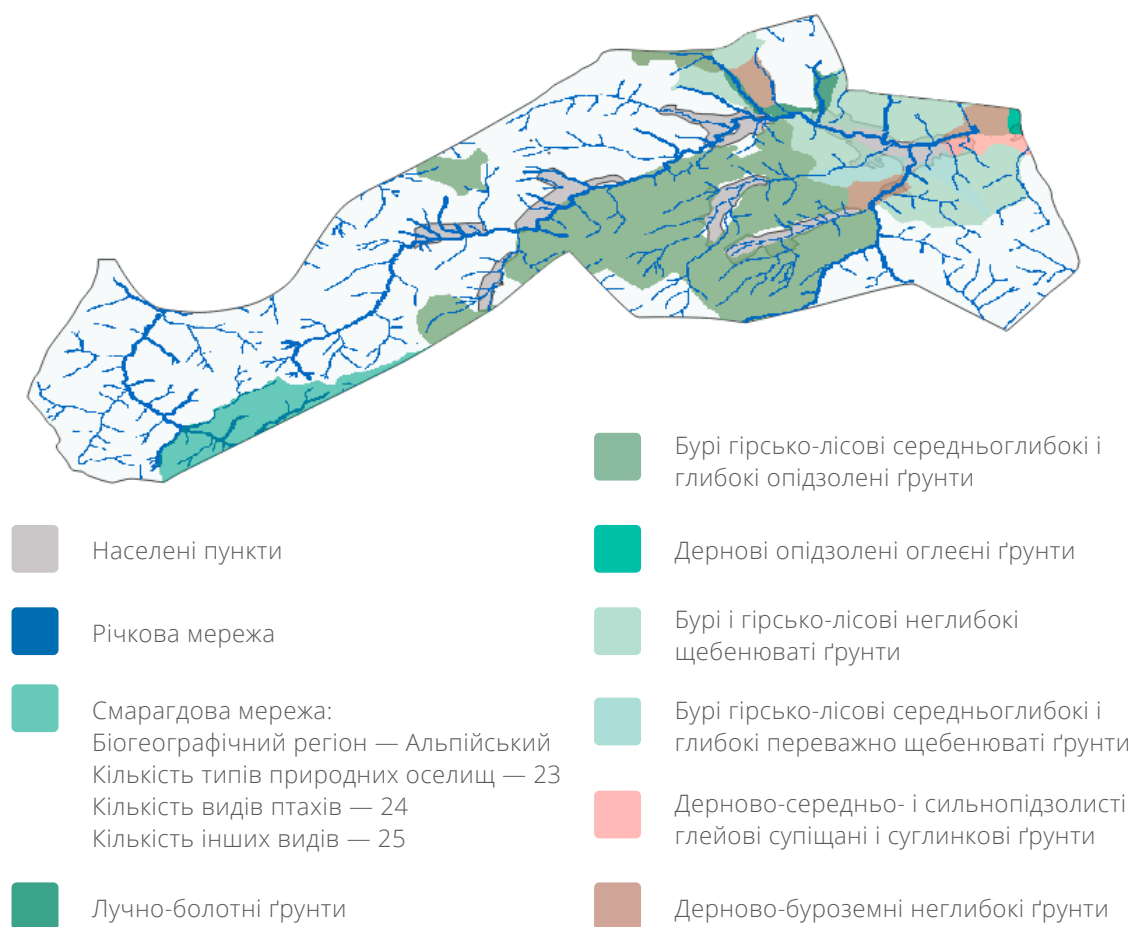 Населені пункти
Річкова мережа
Смарагдова мережа:
Біогеографічний регіон — Альпійський
Кількість типів природних оселищ — 23
Кількість видів птахів — 24
Кількість інших видів — 25
Лучно-болотні ґрунти
Бурі гірсько-лісові середньоглибокі і
глибокі опідзолені ґрунти
Дернові опідзолені оглеєні ґрунти
Бурі і гірсько-лісові неглибокі
щебенюваті ґрунти
Бурі гірсько-лісові середньоглибокі і
глибокі переважно щебенюваті ґрунти
Дерново-середньо- і сильнопідзолисті
глейові супіщані і суглинкові ґрунти
Дерново-буроземні неглибокі ґрунти